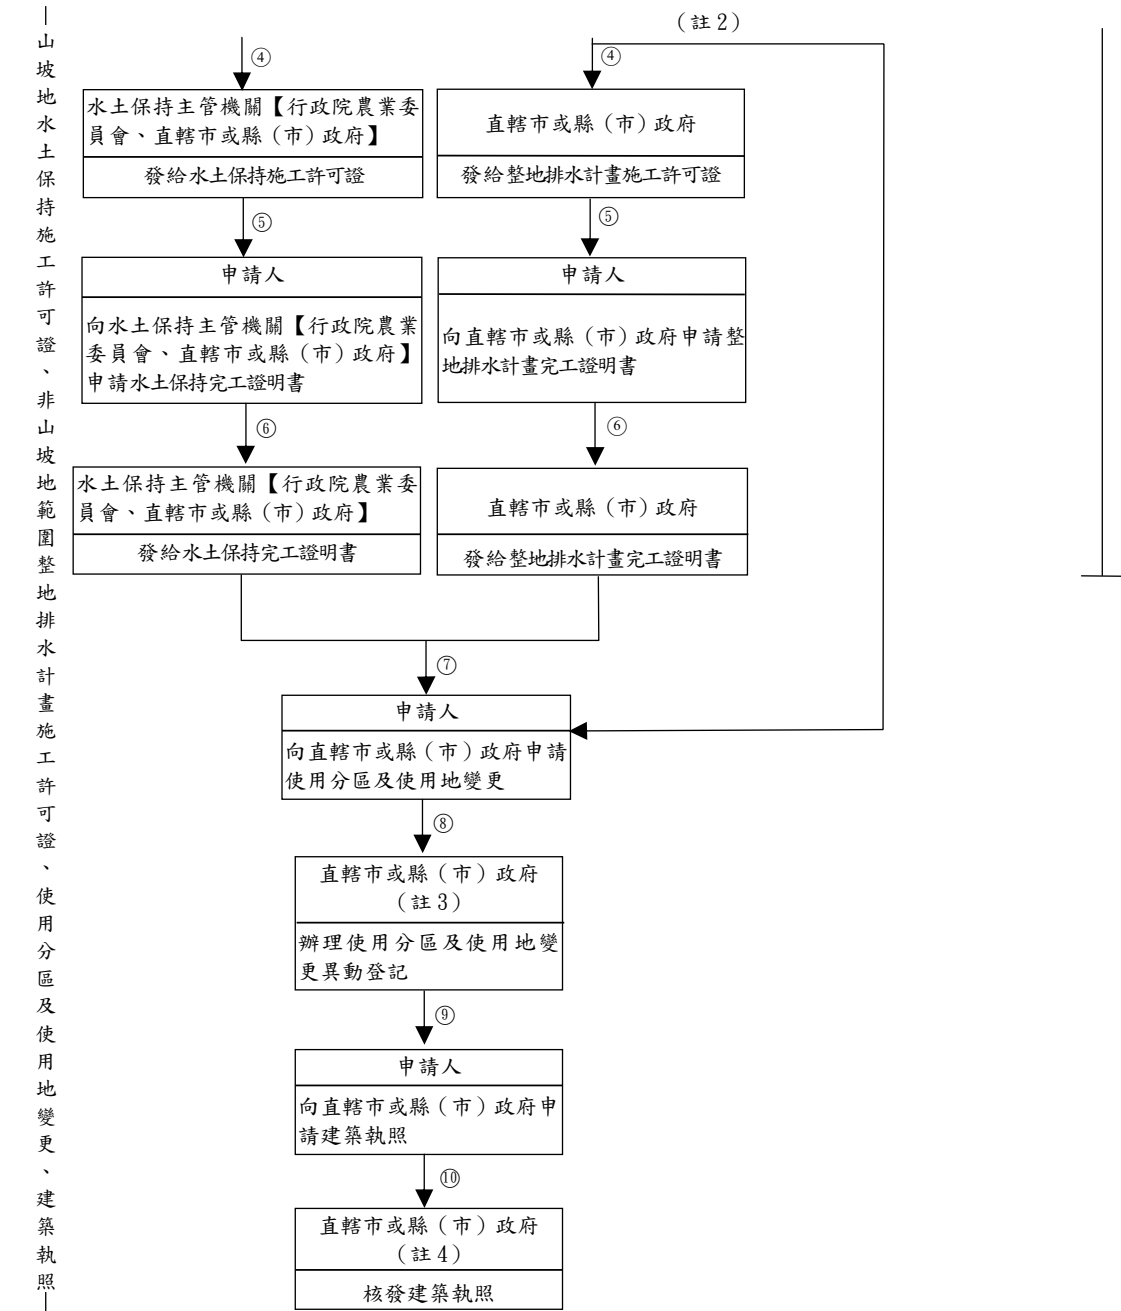 —山坡地水土保持施工許可證、非山坡地範圍整地排水計畫施工許可證、使用分區及使用地變更、建築執照—
（註2）
④
④
水土保持主管機關【行政院農業委
員會、直轄市或縣（市）政府】
發給水土保持施工許可證
直轄市或縣（市）政府
發給整地排水計畫施工許可證
⑤
⑤
申請人
向水土保持主管機關【行政院農業
委員會、直轄市或縣（市）政府】
申請水土保持完工證明書
申請人
向直轄市或縣（市）政府申請整
地排水計畫完工證明書
⑥
⑥
水土保持主管機關【行政院農業委
員會、直轄市或縣（市）政府】
發給水土保持完工證明書
直轄市或縣（市）政府
發給整地排水計畫完工證明書
⑦
申請人
向直轄市或縣（市）政府申請
使用分區及使用地變更
⑧
直轄市或縣（市）政府
（註3）
辦理使用分區及使用地變
更異動登記
⑨
申請人
向直轄市或縣（市）政府申
請建築執照
⑩
直轄市或縣（市）政府
（註4）
核發建築執照